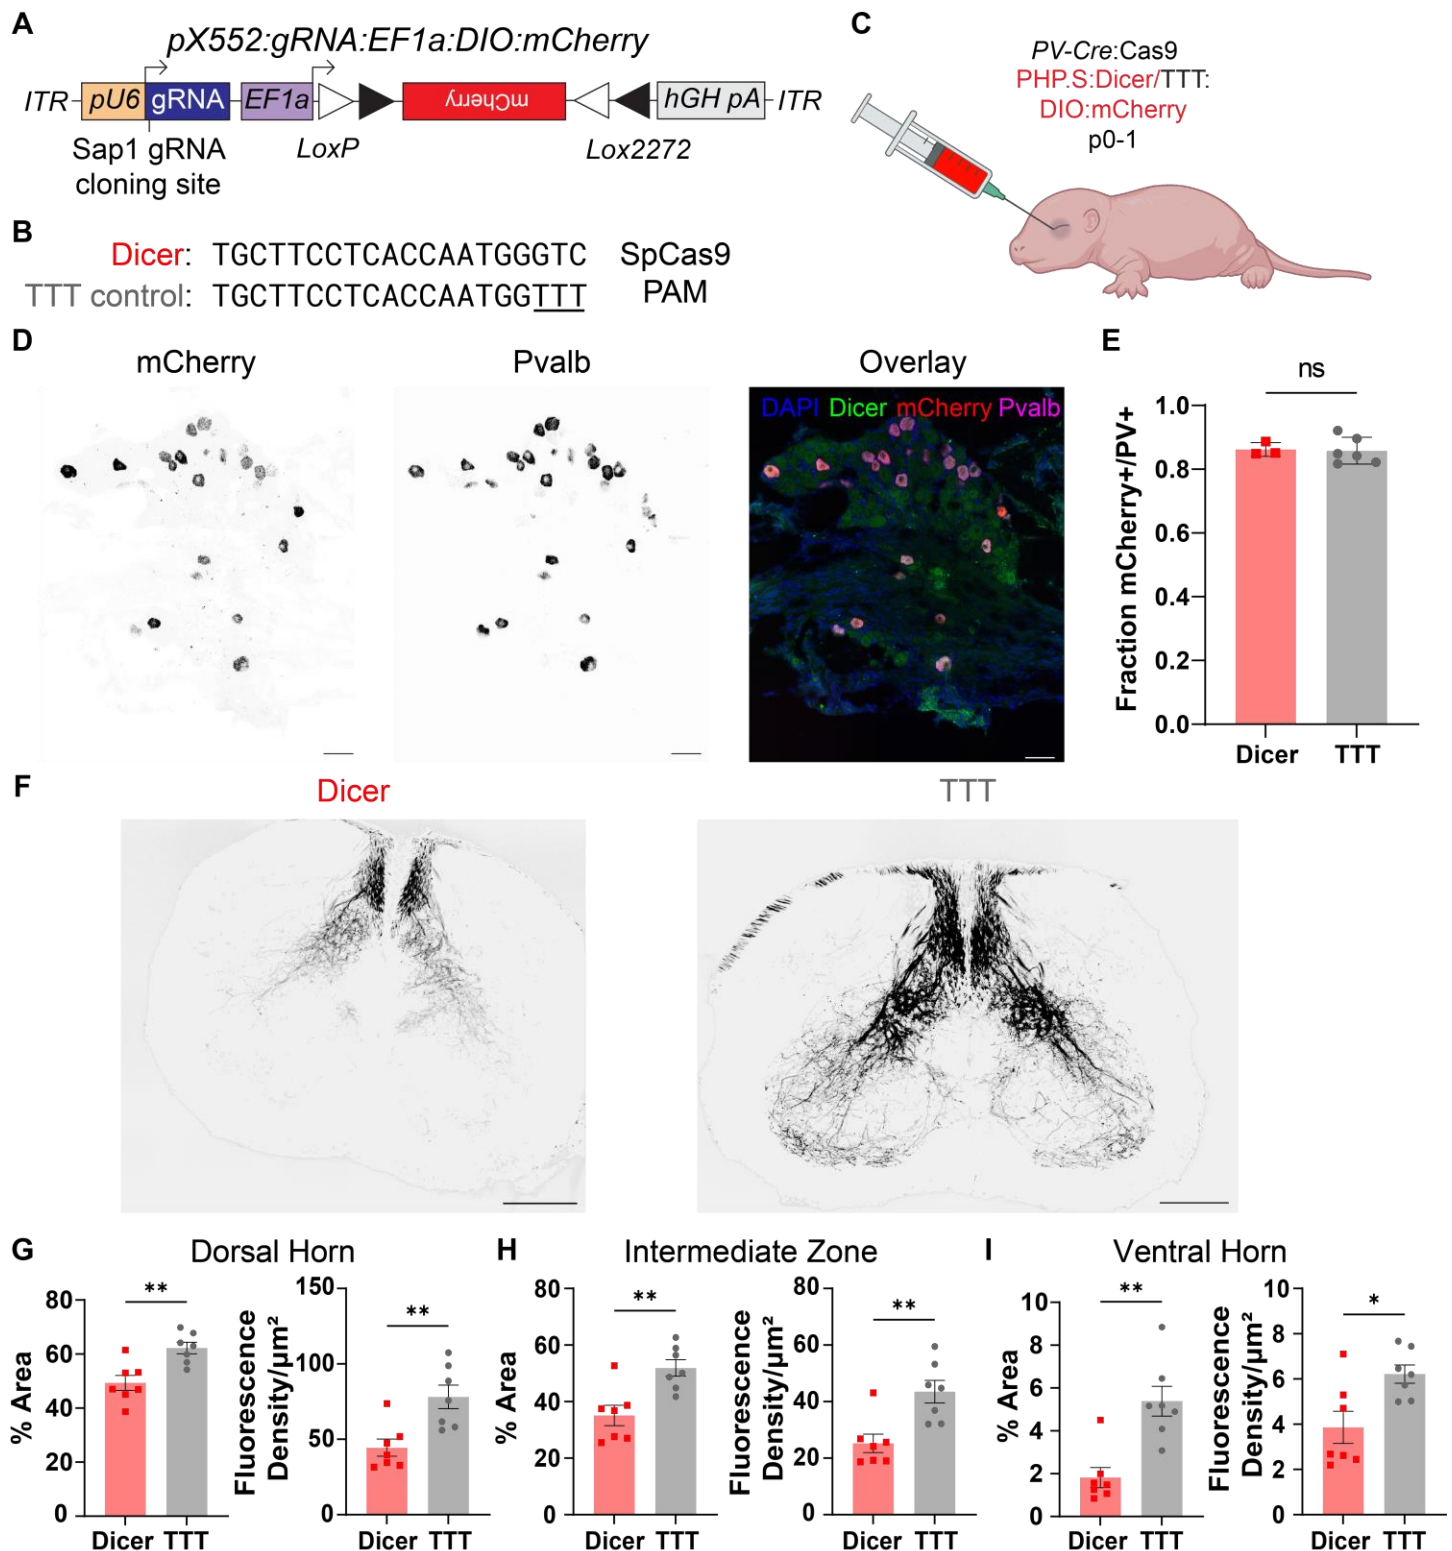 A
pX552:gRNA:EF1a:DIO:mCherry
ITR pU6 gRNA EF1a mCherry hGH pA ITR
Sap1 gRNA
cloning site
LoxP
Lox2272
B
Dicer: TGCTTCCTCACCAATGGGTC
TTT control: TGCTTCCTCACCAATGGTTT
SpCas9
PAM
C
PV-Cre:Cas9
PHP.S:Dicer/TTT:
DIO:mCherry
p0-1
D
mCherry
Pvalb
Overlay
DAPI Dicer mCherry Pvalb
E
ns
Fraction mCherry+/PV+
1.0
0.8
0.6
0.4
0.2
0.0
Dicer TTT
F
Dicer
TTT
G
Dorsal Horn
% Area
80
60
40
20
0
**
Dicer TTT
Fluorescence
Density/µm²
150
100
50
0
**
Dicer TTT
H
Intermediate Zone
% Area
80
60
40
20
0
**
Dicer TTT
Fluorescence
Density/µm²
80
60
40
20
0
**
Dicer TTT
I
Ventral Horn
% Area
10
8
6
4
2
0
**
Dicer TTT
Fluorescence
Density/µm²
10
8
6
4
2
0
*
Dicer TTT